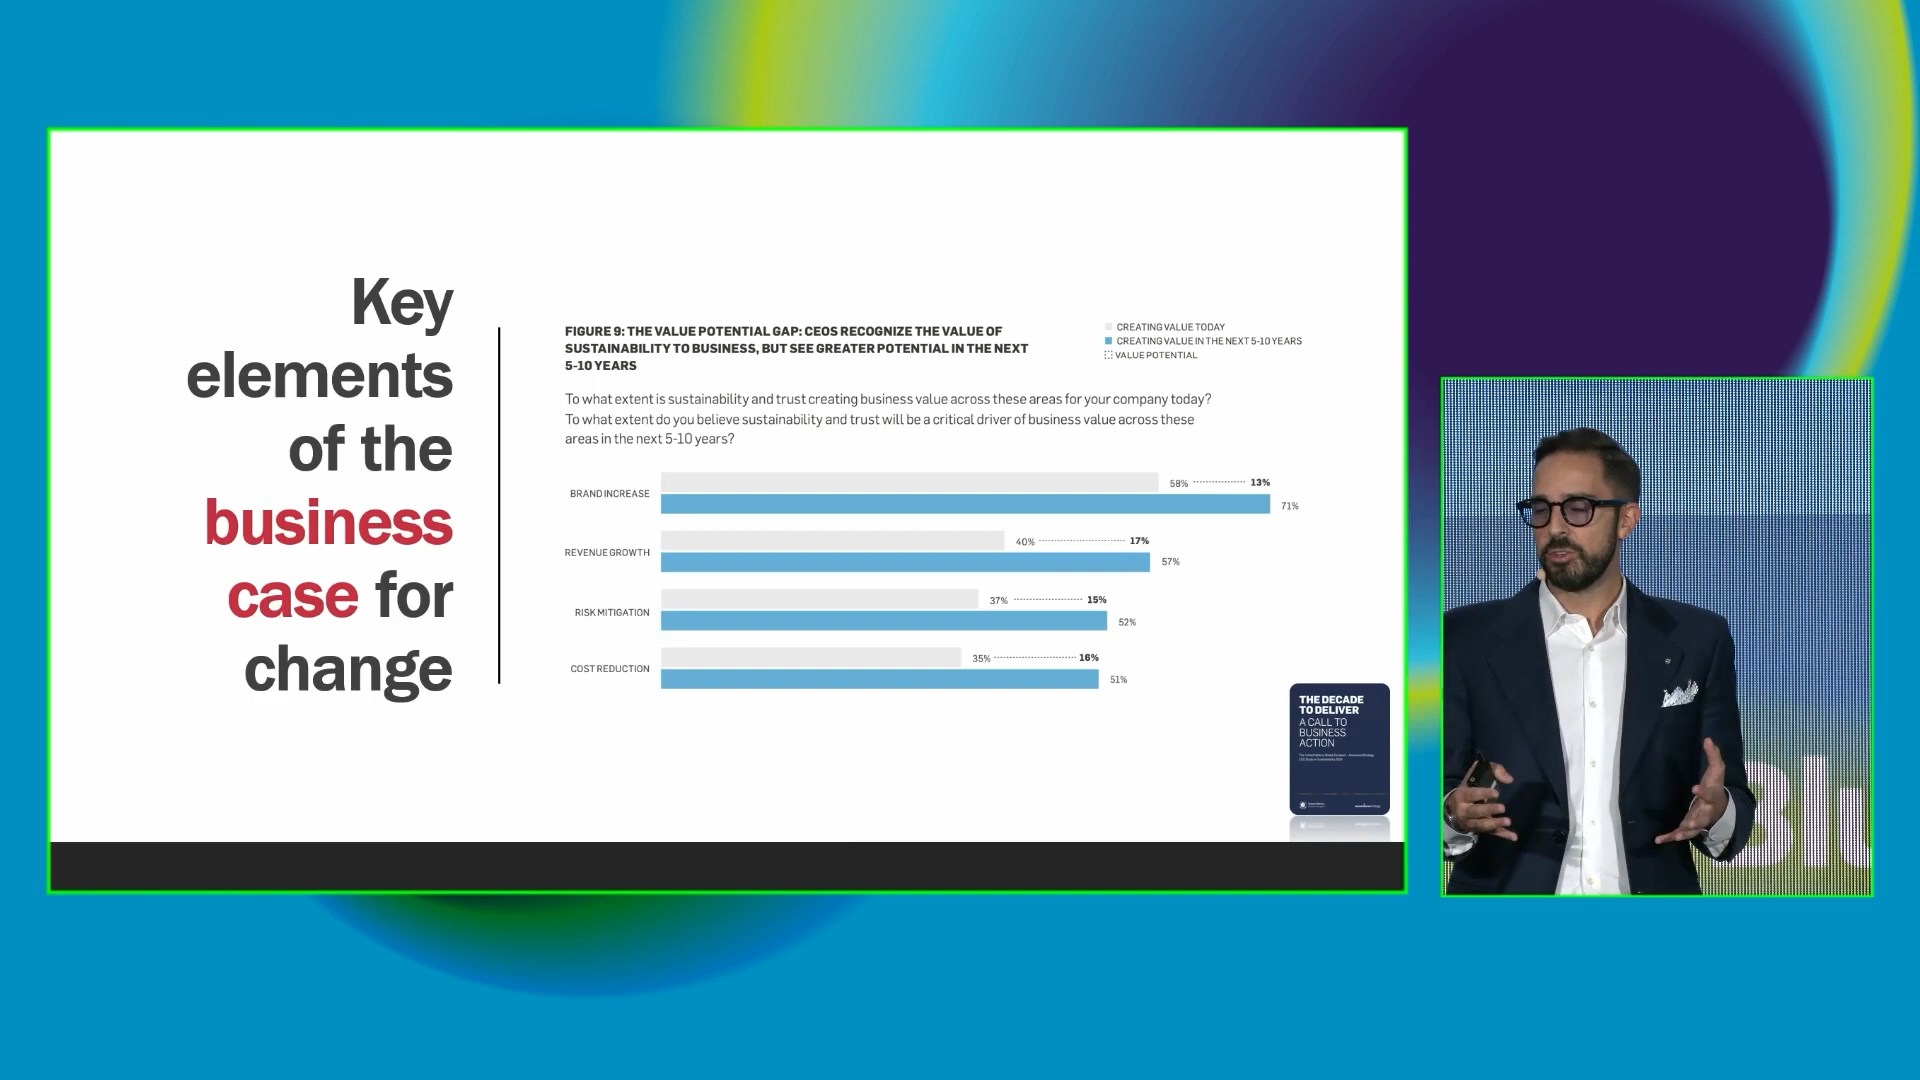 Key
elements
of the
business
case for
change
FIGURE 9: THE VALUE POTENTIAL GAP: CEOS RECOGNIZE THE VALUE OF
SUSTAINABILITY TO BUSINESS, BUT SEE GREATER POTENTIAL IN THE NEXT
5-10 YEARS
CREATING VALUE TODAY
CREATING VALUE IN THE NEXT 5-10 YEARS
VALUE POTENTIAL
To what extent is sustainability and trust creating business value across these areas for your company today?
To what extent do you believe sustainability and trust will be a critical driver of business value across these
areas in the next 5-10 years?
BRAND INCREASE
58% 13%
71%
REVENUE GROWTH
40% 17%
57%
RISK MITIGATION
37% 15%
52%
COST REDUCTION
35% 16%
51%
THE DECADE
TO DELIVER
A CALL TO
BUSINESS
ACTION
Blu